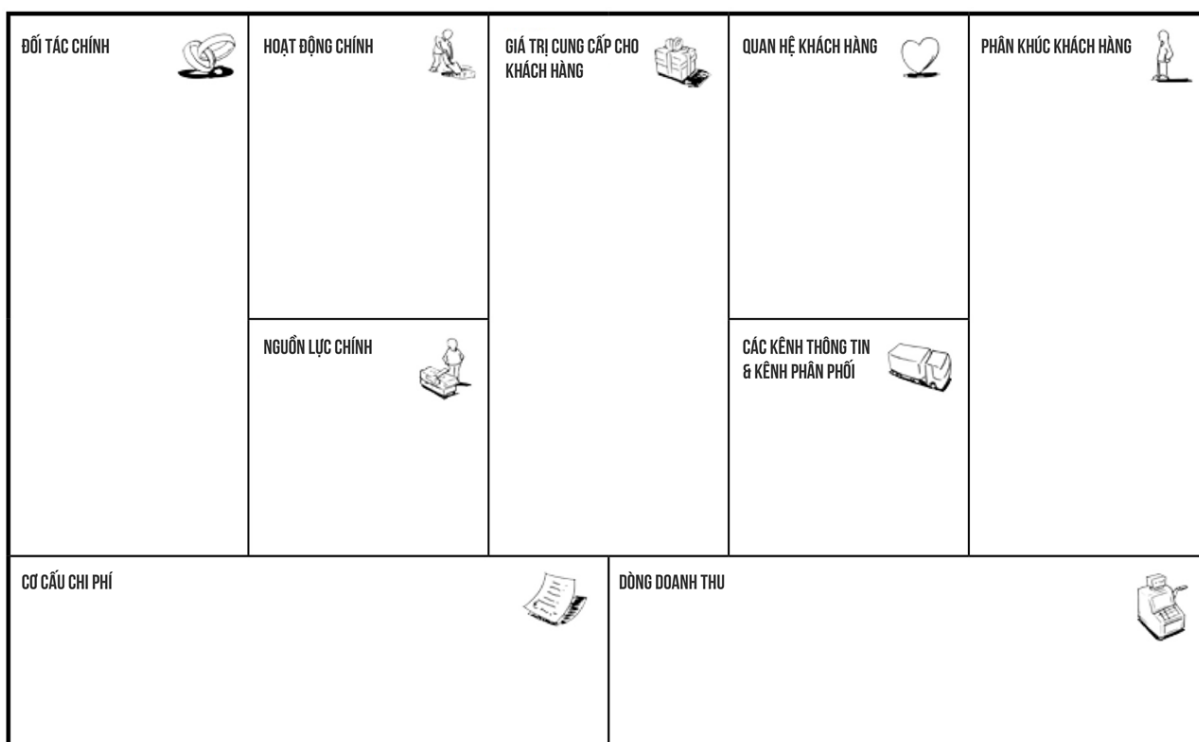 ĐỐI TÁC CHÍNH
HOẠT ĐỘNG CHÍNH
GIÁ TRỊ CUNG CẤP CHO
KHÁCH HÀNG
QUAN HỆ KHÁCH HÀNG
PHÂN KHÚC KHÁCH HÀNG
NGUỒN LỰC CHÍNH
CÁC KÊNH THÔNG TIN
& KÊNH PHÂN PHỐI
CƠ CẤU CHI PHÍ
DÒNG DOANH THU